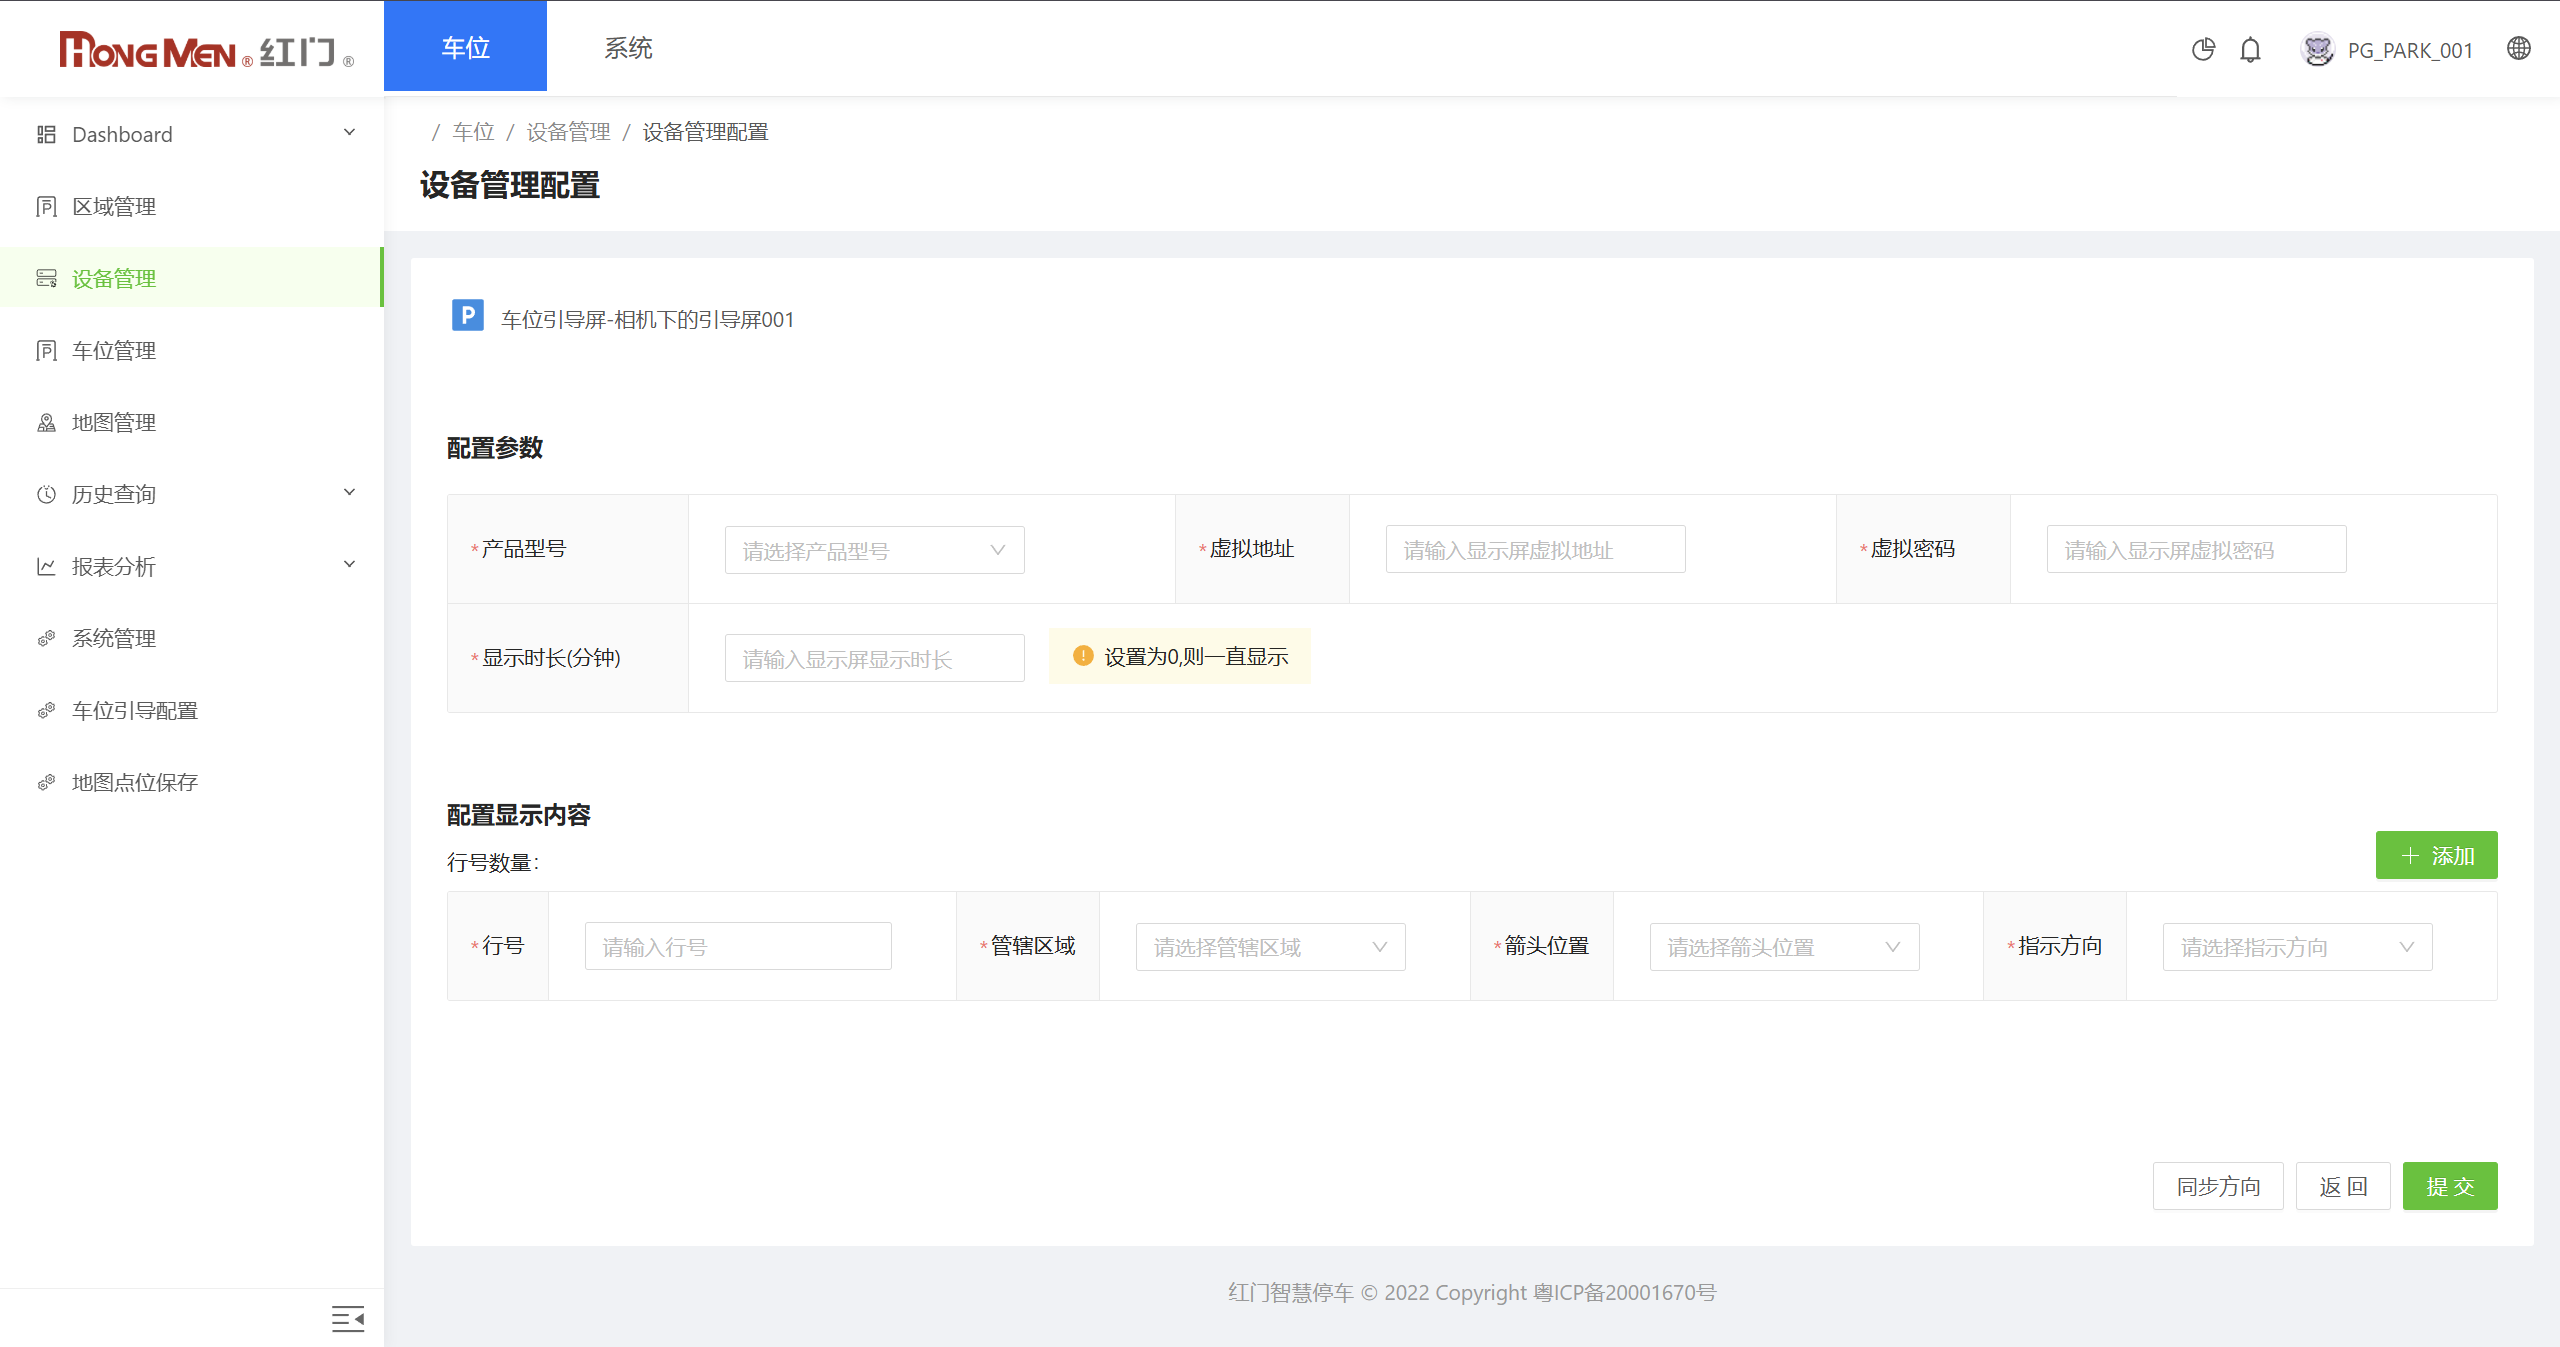 HONGMEN® 红门®
车位
系统
PG_PARK_001
Dashboard
区域管理
设备管理
车位管理
地图管理
历史查询
报表分析
系统管理
车位引导配置
地图点位保存
/ 车位 / 设备管理 / 设备管理配置
设备管理配置
P 车位引导屏-相机下的引导屏001
配置参数
*产品型号 请选择产品型号 *虚拟地址 请输入显示屏虚拟地址 *虚拟密码 请输入显示屏虚拟密码
*显示时长(分钟) 请输入显示屏显示时长 设置为0,则一直显示
配置显示内容
行号数量:
添加
*行号 请输入行号 *管辖区域 请选择管辖区域 *箭头位置 请选择箭头位置 *指示方向 请选择指示方向
同步方向 返回 提交
红门智慧停车 © 2022 Copyright 粤ICP备20001670号